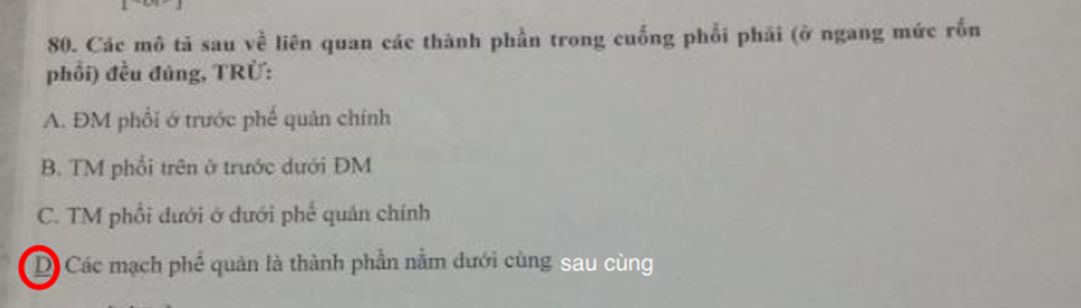 80. Các mô tả sau về liên quan các thành phần trong cuống phổi phải (ở ngang mức rốn
phổi) đều đúng, TRỪ:
A. ĐM phổi ở trước phế quản chính
B. TM phổi trên ở trước dưới ĐM
C. TM phổi dưới ở dưới phế quản chính
D Các mạch phế quản là thành phần nằm dưới cùng sau cùng